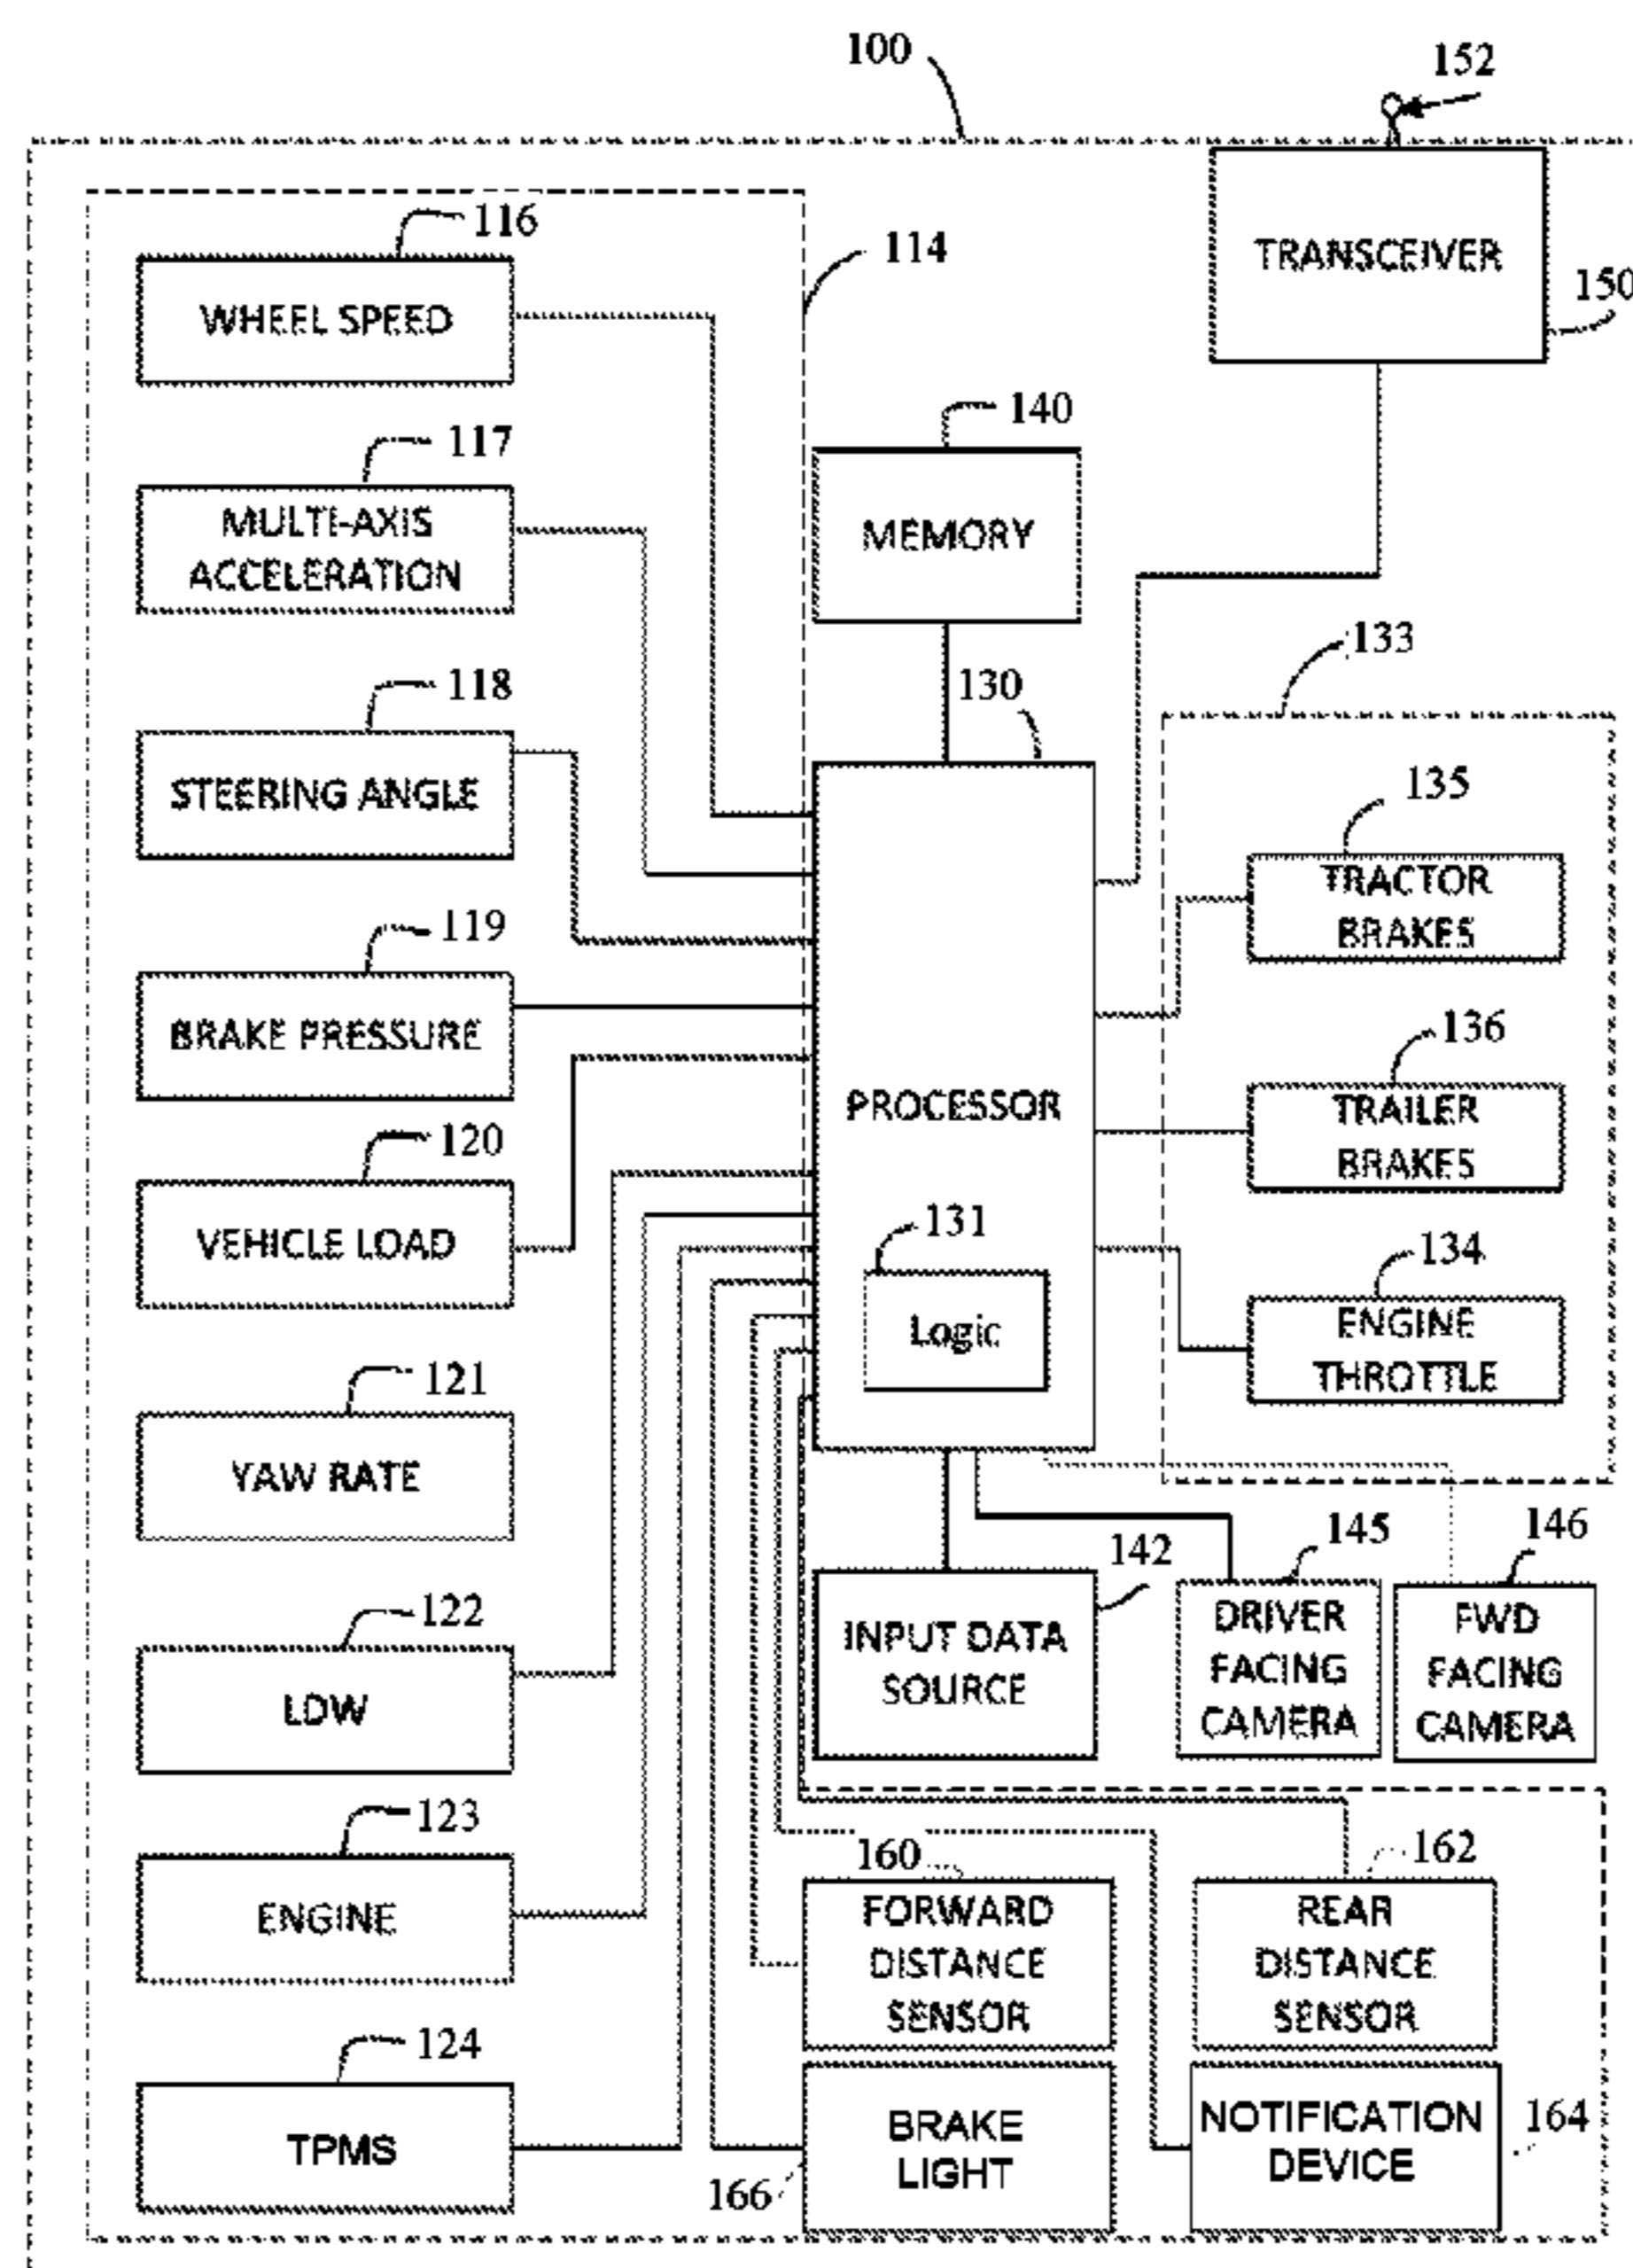 100
152
116
WHEEL SPEED
114
TRANSCEIVER
150
117
MULTI-AXIS
ACCELERATION
140
MEMORY
118
STEERING ANGLE
130
133
119
BRAKE PRESSURE
PROCESSOR
131
Logic
135
TRACTOR
BRAKES
136
TRAILER
BRAKES
134
ENGINE
THROTTLE
120
VEHICLE LOAD
121
YAW RATE
122
LDW
142
INPUT DATA
SOURCE
145
DRIVER
FACING
CAMERA
146
FWD
FACING
CAMERA
123
ENGINE
160
FORWARD
DISTANCE
SENSOR
162
REAR
DISTANCE
SENSOR
124
TPMS
166
BRAKE
LIGHT
NOTIFICATION
DEVICE
164